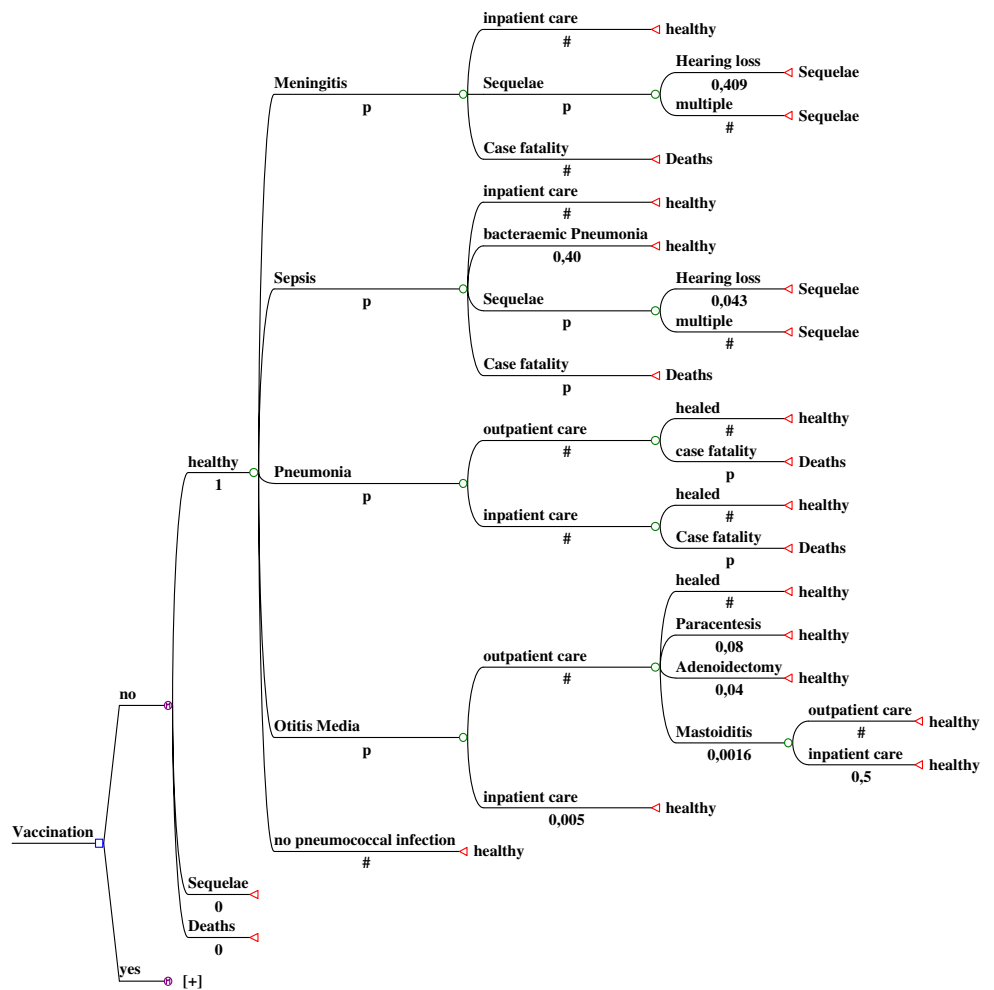 inpatient care
healthy
#
Hearing loss
Sequelae
0,409
Meningitis
Sequelae
p
p
multiple
Sequelae
#
Case fatality
Deaths
#
inpatient care
healthy
#
bacteraemic Pneumonia
healthy
0,40
Sepsis
p
Hearing loss
Sequelae
0,043
Sequelae
p
multiple
Sequelae
#
Case fatality
Deaths
p
healed
healthy
#
outpatient care
#
case fatality
Deaths
p
healthy
1
Pneumonia
p
healed
healthy
#
inpatient care
#
Case fatality
Deaths
p
healed
healthy
#
Paracentesis
healthy
0,08
outpatient care
#
Adenoidectomy
healthy
0,04
no
Otitis Media
p
Mastoiditis
0,0016
outpatient care
healthy
#
inpatient care
healthy
0,5
inpatient care
healthy
0,005
Vaccination
no pneumococcal infection
healthy
#
Sequelae
0
Deaths
0
yes
[+]